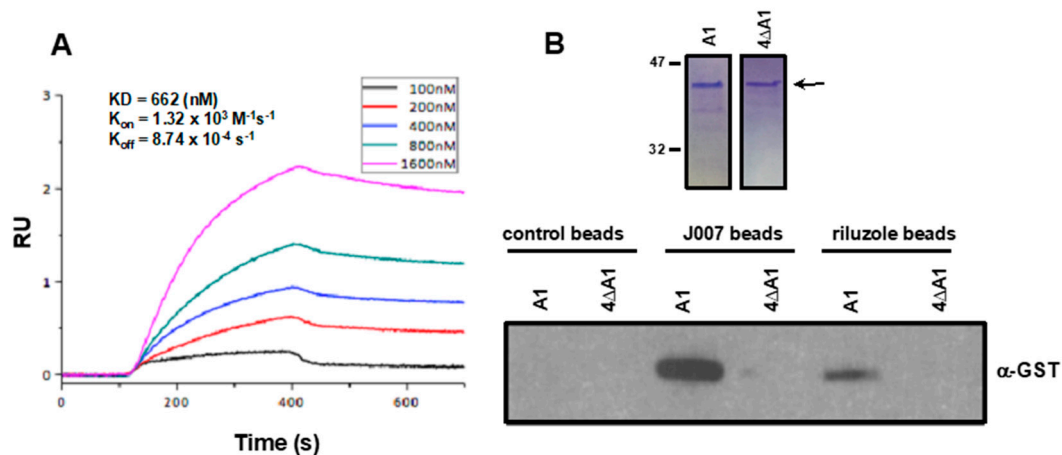 A
KD = 662 (nM)
Kon = 1.32 x 10³ M⁻¹s⁻¹
Koff = 8.74 x 10⁻⁴ s⁻¹
100nM
200nM
400nM
800nM
1600nM
3
2
1
0
RU
0 200 400 600
Time (s)
B
A1 4ΔA1
47
32
control beads J007 beads riluzole beads
A1 4ΔA1 A1 4ΔA1 A1 4ΔA1
α-GST